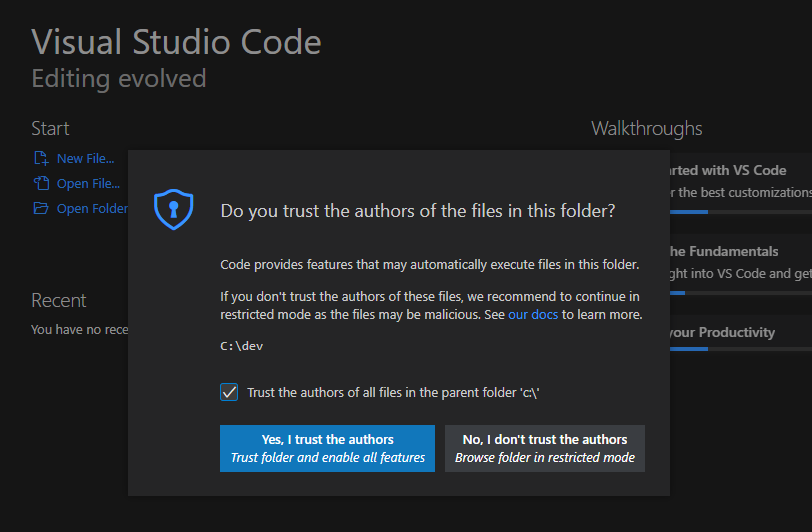 Visual Studio Code
Editing evolved
Start
New File...
Open File...
Open Folder
Recent
You have no rece
Walkthroughs
arted with VS Code
r the best customizations
he Fundamentals
ght into VS Code and get
your Productivity
Do you trust the authors of the files in this folder?
Code provides features that may automatically execute files in this folder.
If you don't trust the authors of these files, we recommend to continue in
restricted mode as the files may be malicious. See our docs to learn more.
C:\dev
Trust the authors of all files in the parent folder 'c:\'
Yes, I trust the authors
Trust folder and enable all features
No, I don't trust the authors
Browse folder in restricted mode